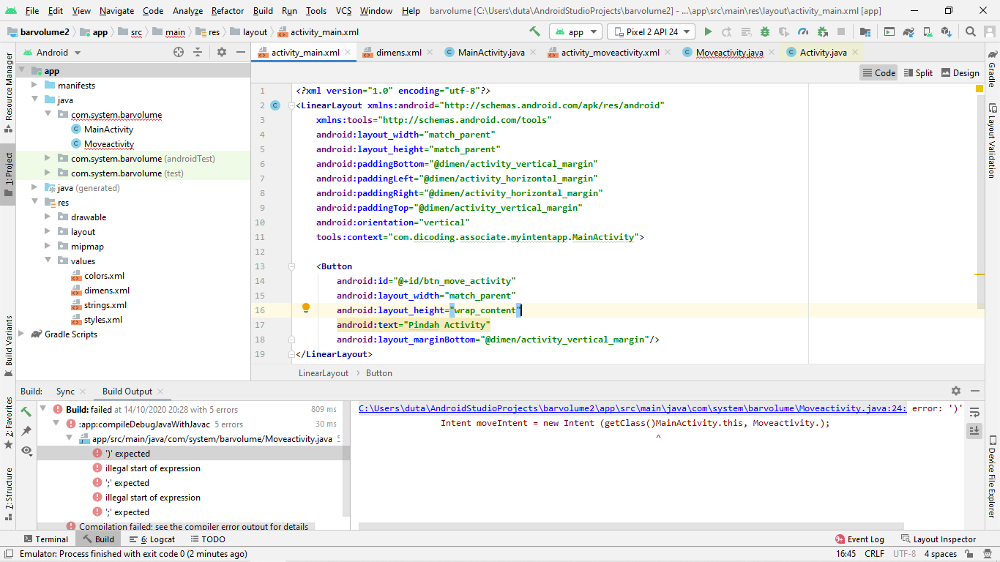 File Edit View Navigate Code Analyze Refactor Build Run Tools VCS Window Help barvolume [C:\Users\duta\AndroidStudioProjects\barvolume2] - ...\app\src\main\res\layout\activity_main.xml [app]
barvolume2 app src main res layout activity_main.xml app Pixel 2 API 24
Android
activity_main.xml dimens.xml MainActivity.java activity_moveactivity.xml Moveactivity.java Activity.java
Code Split Design
Resource Manager
1: Project
Build Variants
2: Favorites
7: Structure
app
manifests
java
com.system.barvolume
MainActivity
Moveactivity
com.system.barvolume (androidTest)
com.system.barvolume (test)
java (generated)
res
drawable
layout
mipmap
values
colors.xml
dimens.xml
strings.xml
styles.xml
Gradle Scripts
1 <?xml version="1.0" encoding="utf-8"?>
2 <LinearLayout xmlns:android="http://schemas.android.com/apk/res/android"
3 xmlns:tools="http://schemas.android.com/tools"
4 android:layout_width="match_parent"
5 android:layout_height="match_parent"
6 android:paddingBottom="@dimen/activity_vertical_margin"
7 android:paddingLeft="@dimen/activity_horizontal_margin"
8 android:paddingRight="@dimen/activity_horizontal_margin"
9 android:paddingTop="@dimen/activity_vertical_margin"
10 android:orientation="vertical"
11 tools:context="com.dicoding.associate.myintentapp.MainActivity">
12
13 <Button
14 android:id="@+id/btn_move_activity"
15 android:layout_width="match_parent"
16 android:layout_height="wrap_content"
17 android:text="Pindah Activity"
18 android:layout_marginBottom="@dimen/activity_vertical_margin"/>
19 </LinearLayout>
LinearLayout Button
Gradle
Layout Validation
Device File Explorer
Build: Sync Build Output
Build: failed at 14/10/2020 20:28 with 5 errors 809 ms
:app:compileDebugJavaWithJavac 5 errors 30 ms
app/src/main/java/com/system/barvolume/Moveactivity.java 5
')' expected
illegal start of expression
';' expected
illegal start of expression
';' expected
Compilation failed; see the compiler error output for details
C:\Users\duta\AndroidStudioProjects\barvolume2\app\src\main\java\com\system\barvolume\Moveactivity.java:24: error: ')'
Intent moveIntent = new Intent (getClass()MainActivity.this, Moveactivity.);
^
Terminal Build 6: Logcat TODO 9+ Event Log Layout Inspector
Emulator: Process finished with exit code 0 (2 minutes ago) 16:45 CRLF UTF-8 4 spaces